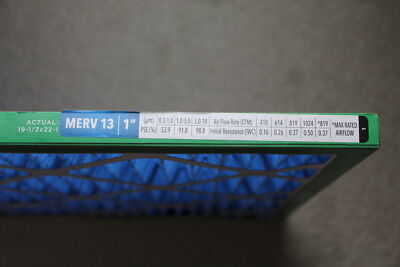 ACTUAL
19-1/2x22-1
MERV 13 1"
(µm) 0.3-1.0 1.0-3.0 3.0-10 Air Flow Rate (CFM) 410 614 819 1024 *819 *MAX RATED
PSE (%) 53.9 91.0 98.8 Initial Resistance (IWC) 0.16 0.26 0.37 0.50 0.37 AIRFLOW